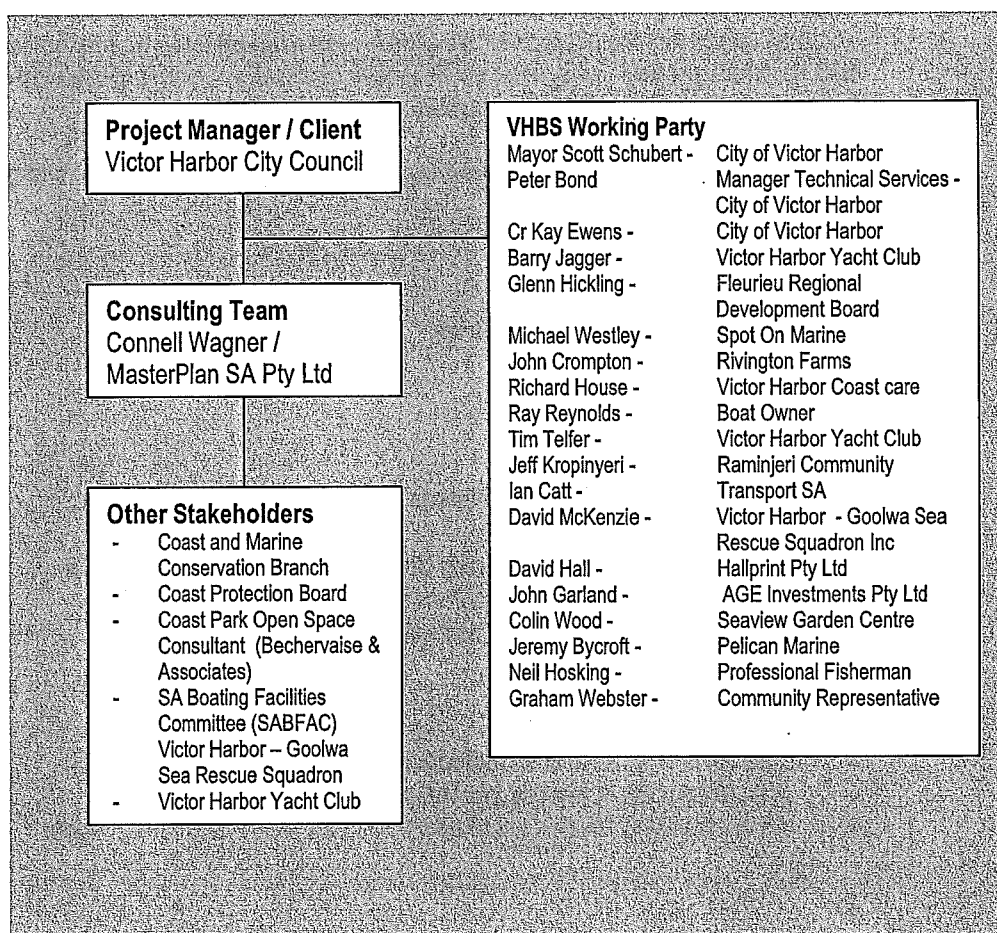 Project Manager / Client
Victor Harbor City Council
Consulting Team
Connell Wagner /
MasterPlan SA Pty Ltd
Other Stakeholders
- Coast and Marine
Conservation Branch
- Coast Protection Board
- Coast Park Open Space
Consultant (Bechervaise &
Associates)
- SA Boating Facilities
Committee (SABFAC)
Victor Harbor – Goolwa
Sea Rescue Squadron
- Victor Harbor Yacht Club
VHBS Working Party
Mayor Scott Schubert - City of Victor Harbor
Peter Bond Manager Technical Services -
City of Victor Harbor
Cr Kay Ewens - City of Victor Harbor
Barry Jagger - Victor Harbor Yacht Club
Glenn Hickling - Fleurieu Regional
Development Board
Michael Westley - Spot On Marine
John Crompton - Rivington Farms
Richard House - Victor Harbor Coast care
Ray Reynolds - Boat Owner
Tim Telfer - Victor Harbor Yacht Club
Jeff Kropinyeri - Raminjeri Community
Ian Catt - Transport SA
David McKenzie - Victor Harbor - Goolwa Sea
Rescue Squadron Inc
David Hall - Hallprint Pty Ltd
John Garland - AGE Investments Pty Ltd
Colin Wood - Seaview Garden Centre
Jeremy Bycroft - Pelican Marine
Neil Hosking - Professional Fisherman
Graham Webster - Community Representative